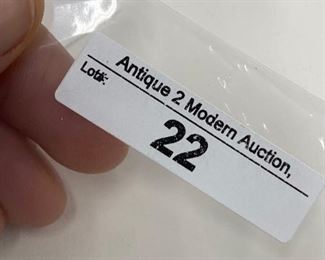 Antique 2 Modern Auction,
Lot#:
22